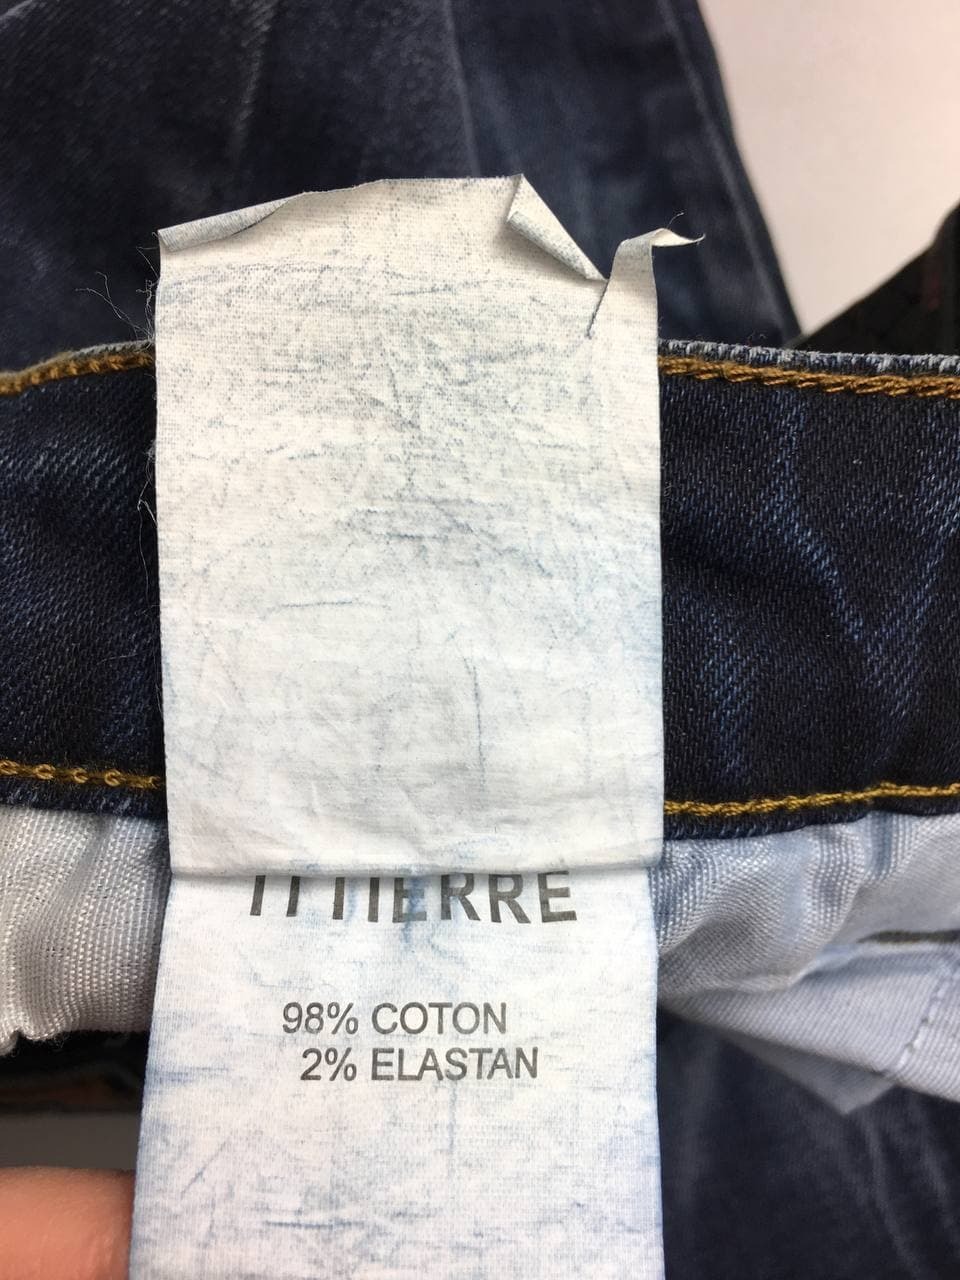 ITTIERRE
98% COTON
2% ELASTAN